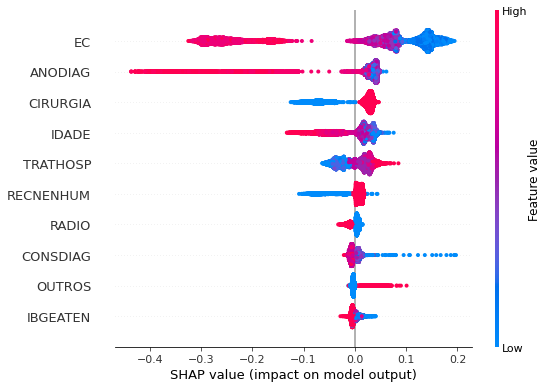 High
EC
ANODIAG
CIRURGIA
IDADE
TRATHOSP
RECNENHUM
RADIO
CONSDIAG
OUTROS
IBGEATEN
Feature value
Low
−0.4 −0.3 −0.2 −0.1 0.0 0.1 0.2
SHAP value (impact on model output)